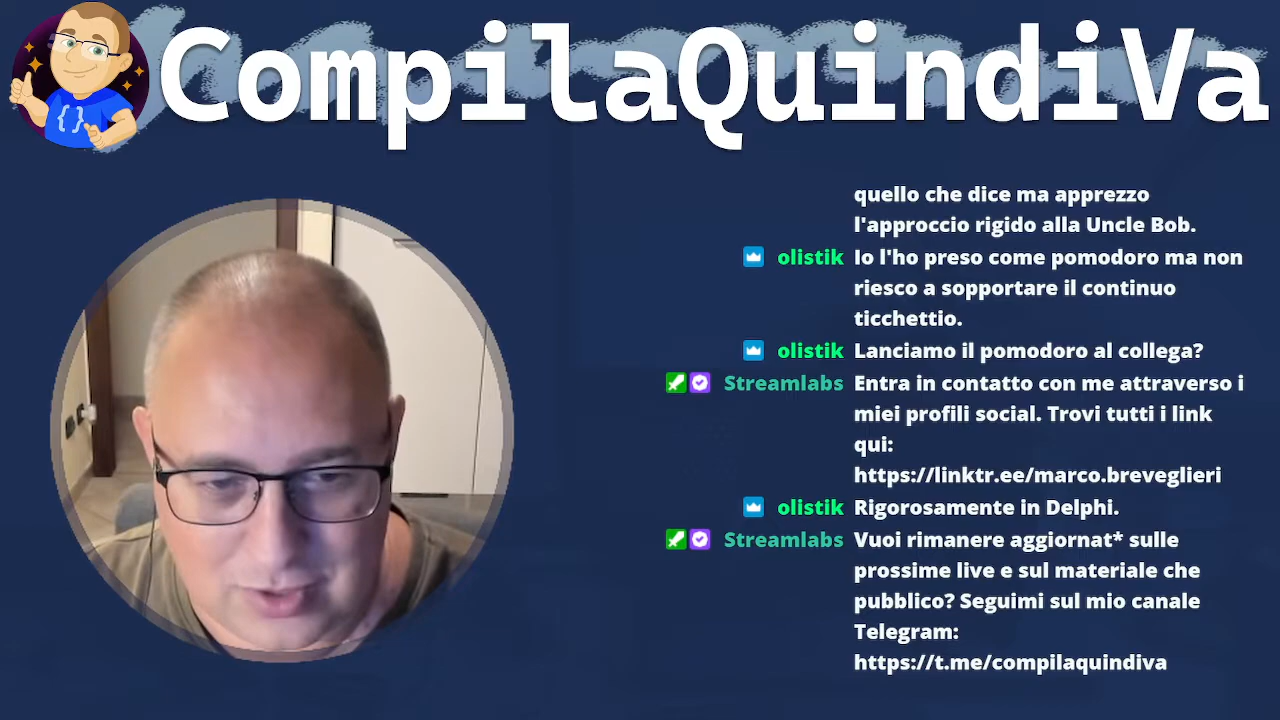 CompilaQuindiVa
{ }
quello che dice ma apprezzo
l'approccio rigido alla Uncle Bob.
olistik Io l'ho preso come pomodoro ma non
riesco a sopportare il continuo
ticchettio.
olistik Lanciamo il pomodoro al collega?
Streamlabs Entra in contatto con me attraverso i
miei profili social. Trovi tutti i link
qui:
https://linktr.ee/marco.breveglieri
olistik Rigorosamente in Delphi.
Streamlabs Vuoi rimanere aggiornat* sulle
prossime live e sul materiale che
pubblico? Seguimi sul mio canale
Telegram:
https://t.me/compilaquindiva